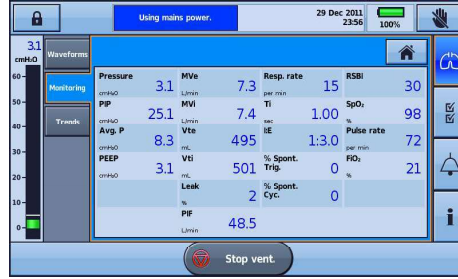 Using mains power.
29 Dec 2011
23:56
100%
3.1
cmH₂O
60
50
40
30
20
10
0
Waveforms
Monitoring
Trends
Pressure cmH₂O 3.1 MVe L/min 7.3 Resp. rate per min 15 RSBi 30
PIP cmH₂O 25.1 MVi L/min 7.4 Ti sec 1.00 SpO₂ % 98
Avg. P cmH₂O 8.3 Vte mL 495 I:E 1:3.0 Pulse rate per min 72
PEEP cmH₂O 3.1 Vti mL 501 % Spont. Trig. 0 FiO₂ % 21
Leak % 2 % Spont. Cyc. 0
PIF L/min 48.5
Stop vent.